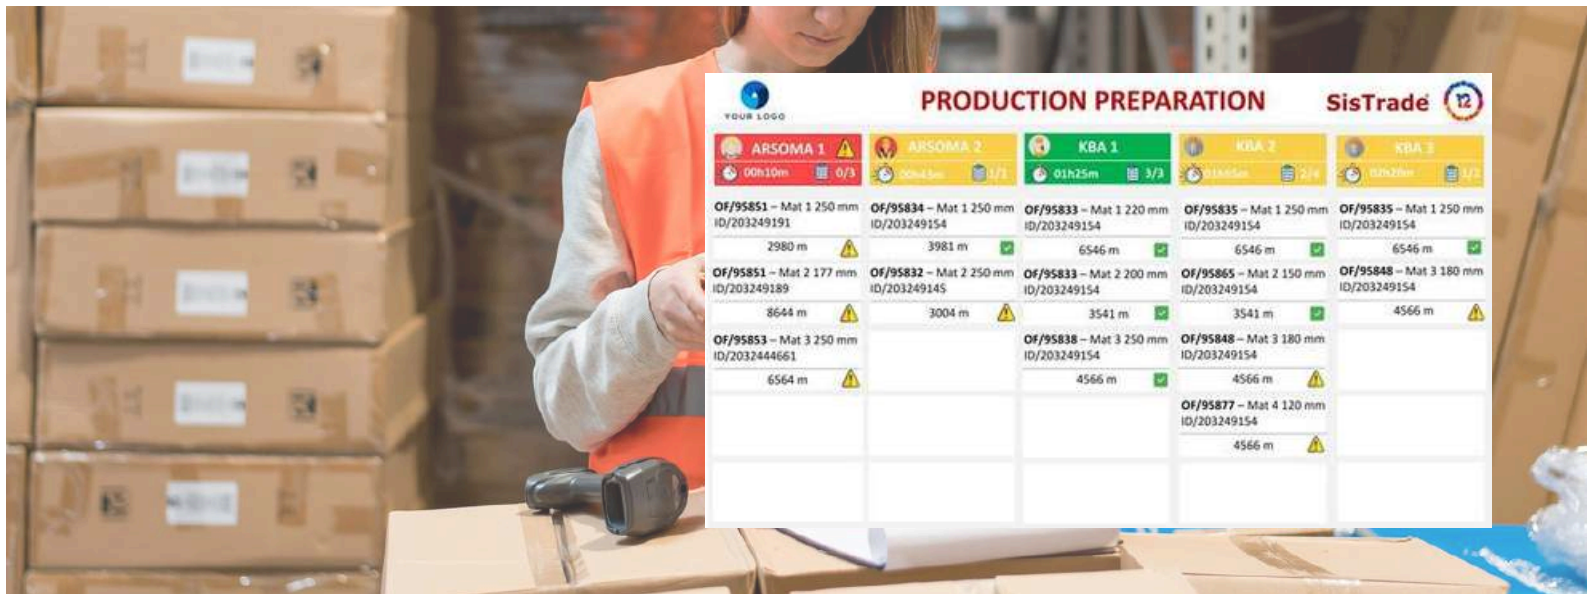 YOUR LOGO
PRODUCTION PREPARATION
SisTrade
12
ARSOMA 1
00h10m 0/3
OF/95851 – Mat 1 250 mm
ID/203249191
2980 m
OF/95851 – Mat 2 177 mm
ID/203249189
8644 m
OF/95853 – Mat 3 250 mm
ID/2032444661
6564 m
ARSOMA 2
00h43m 1/2
OF/95834 – Mat 1 250 mm
ID/203249154
3981 m
OF/95832 – Mat 2 250 mm
ID/203249145
3004 m
KBA 1
01h25m 3/3
OF/95833 – Mat 1 220 mm
ID/203249154
6546 m
OF/95833 – Mat 2 200 mm
ID/203249154
3541 m
OF/95838 – Mat 3 250 mm
ID/203249154
4566 m
KBA 2
2/4
OF/95835 – Mat 1 250 mm
ID/203249154
6546 m
OF/95865 – Mat 2 150 mm
ID/203249154
3541 m
OF/95848 – Mat 3 180 mm
ID/203249154
4566 m
OF/95877 – Mat 4 120 mm
ID/203249154
4566 m
KBA 3
1/2
OF/95835 – Mat 1 250 mm
ID/203249154
6546 m
OF/95848 – Mat 3 180 mm
ID/203249154
4566 m